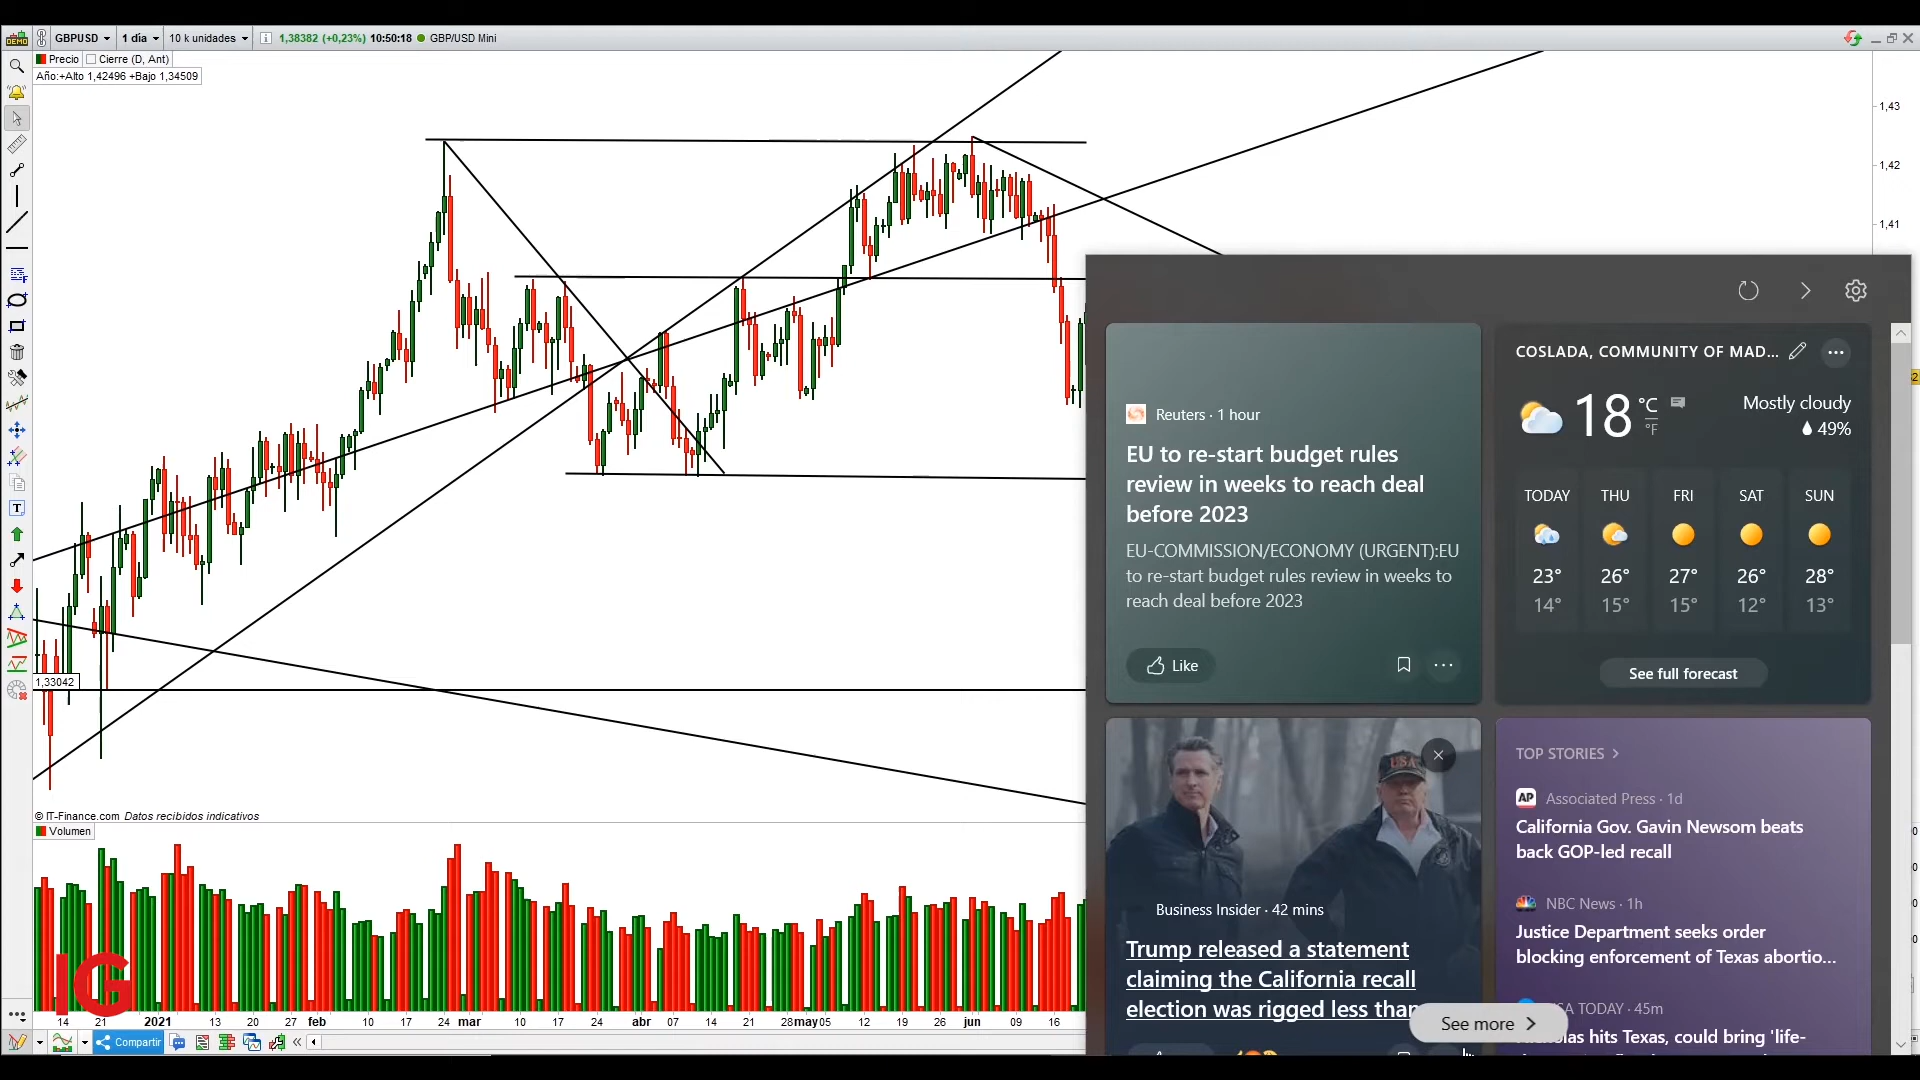 DEMO
GBPUSD
1 día
10 k unidades
1,38382 (+0,23%) 10:50:18 GBP/USD Mini
Precio
Cierre (D, Ant)
Año:+Alto 1,42496 +Bajo 1,34509
1,43
1,42
1,41
1,33042
© IT-Finance.com Datos recibidos indicativos
Volumen
IG
14 21 2021 13 20 27 feb 10 17 24 mar 10 17 24 abr 07 14 21 28 may 05 12 19 26 jun 09 16
Compartir
Reuters · 1 hour
EU to re-start budget rules
review in weeks to reach deal
before 2023
EU-COMMISSION/ECONOMY (URGENT):EU
to re-start budget rules review in weeks to
reach deal before 2023
Like
COSLADA, COMMUNITY OF MAD...
18 °C
°F
Mostly cloudy
49%
TODAY THU FRI SAT SUN
23° 26° 27° 26° 28°
14° 15° 15° 12° 13°
See full forecast
USA
Business Insider · 42 mins
Trump released a statement
claiming the California recall
election was rigged less than
TOP STORIES
AP Associated Press · 1d
California Gov. Gavin Newsom beats
back GOP-led recall
NBC News · 1h
Justice Department seeks order
blocking enforcement of Texas abortio...
USA TODAY · 45m
Nicholas hits Texas, could bring 'life-
See more